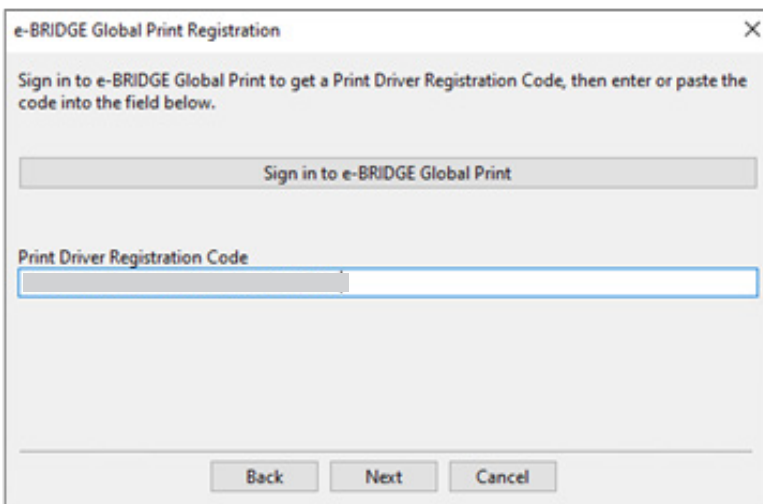 e-BRIDGE Global Print Registration
Sign in to e-BRIDGE Global Print to get a Print Driver Registration Code, then enter or paste the
code into the field below.
Sign in to e-BRIDGE Global Print
Print Driver Registration Code
Back
Next
Cancel